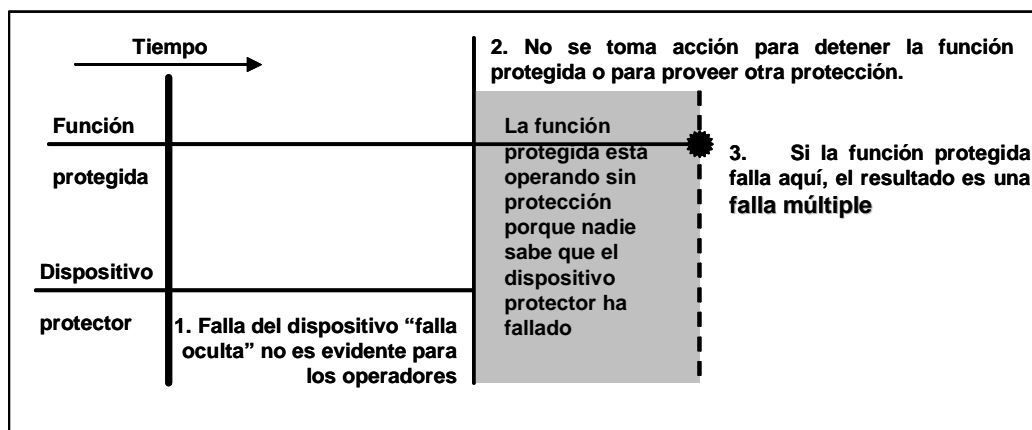 Tiempo
2. No se toma acción para detener la función
protegida o para proveer otra protección.
Función
protegida
La función
protegida está
operando sin
protección
porque nadie
sabe que el
dispositivo
protector ha
fallado
3. Si la función protegida
falla aquí, el resultado es una
falla múltiple
Dispositivo
protector
1. Falla del dispositivo “falla
oculta” no es evidente para
los operadores